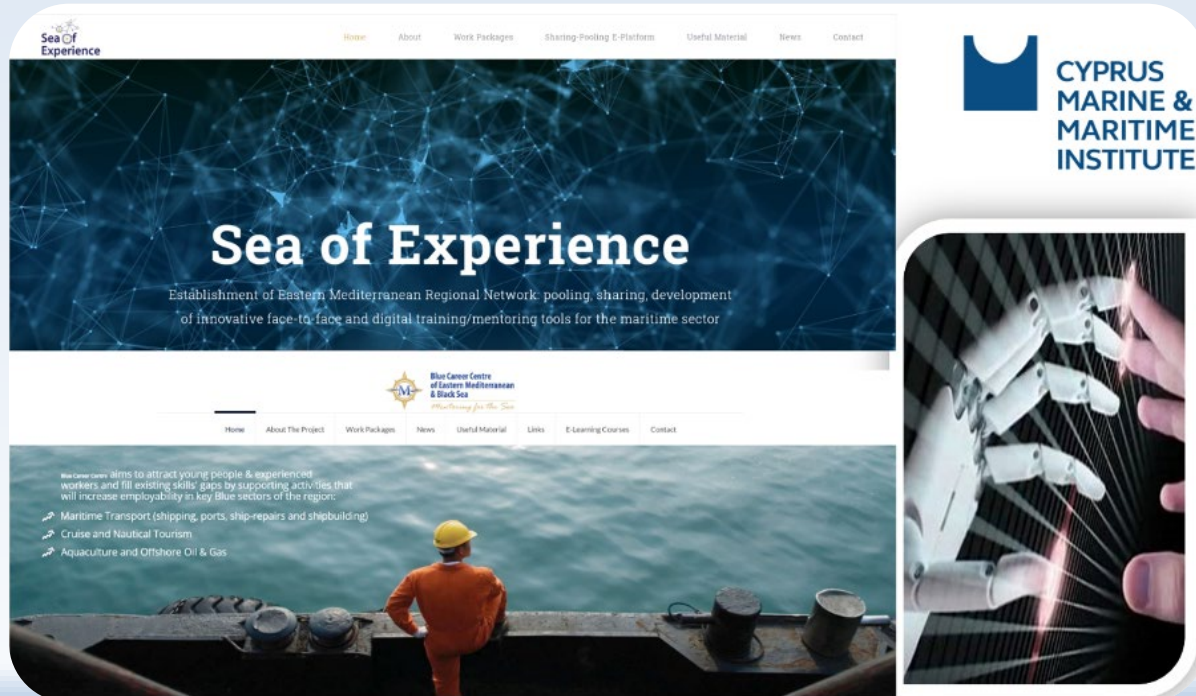 Sea of
Experience
Home About Work Packages Sharing-Pooling E-Platform Useful Material News Contact
CYPRUS
MARINE &
MARITIME
INSTITUTE
Sea of Experience
Establishment of Eastern Mediterranean Regional Network: pooling, sharing, development
of innovative face-to-face and digital training/mentoring tools for the maritime sector
M
Blue Career Centre
of Eastern Mediterranean
& Black Sea
Mentoring for the Sea
Home About The Project Work Packages News Useful Material Links E-Learning Courses Contact
Blue Career Centre aims to attract young people & experienced
workers and fill existing skills' gaps by supporting activities that
will increase employability in key Blue sectors of the region:
Maritime Transport (shipping, ports, ship-repairs and shipbuilding)
Cruise and Nautical Tourism
Aquaculture and Offshore Oil & Gas